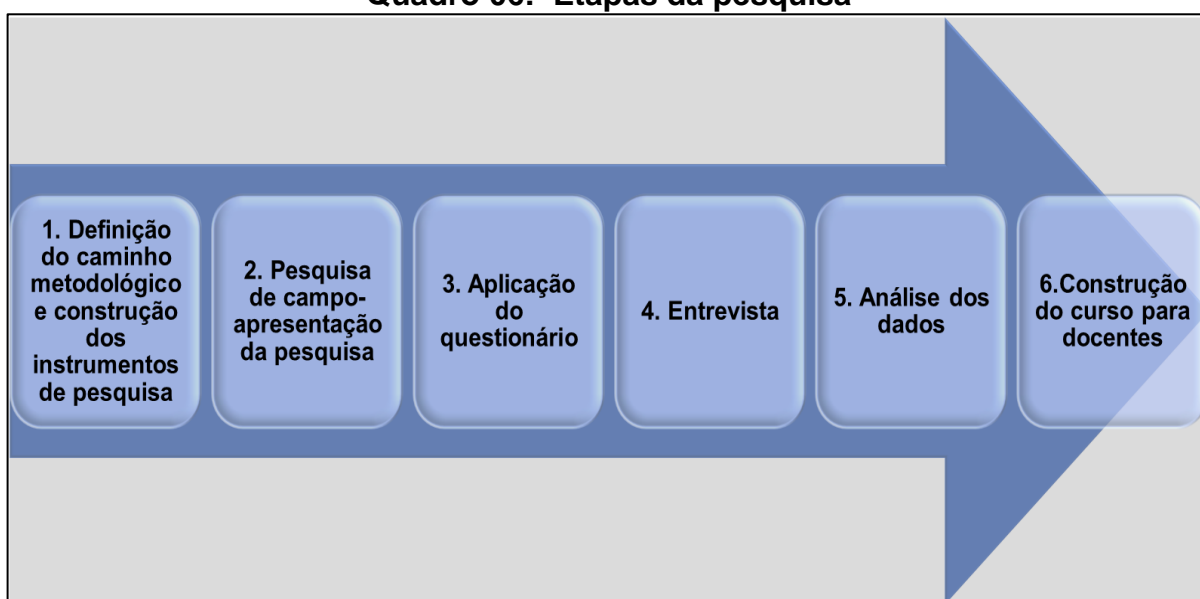 Quadro 06: Etapas da pesquisa
1. Definição
do caminho
metodológico
e construção
dos
instrumentos
de pesquisa
2. Pesquisa
de campo-
apresentação
da pesquisa
3. Aplicação
do
questionário
4. Entrevista
5. Análise dos
dados
6.Construção
do curso para
docentes